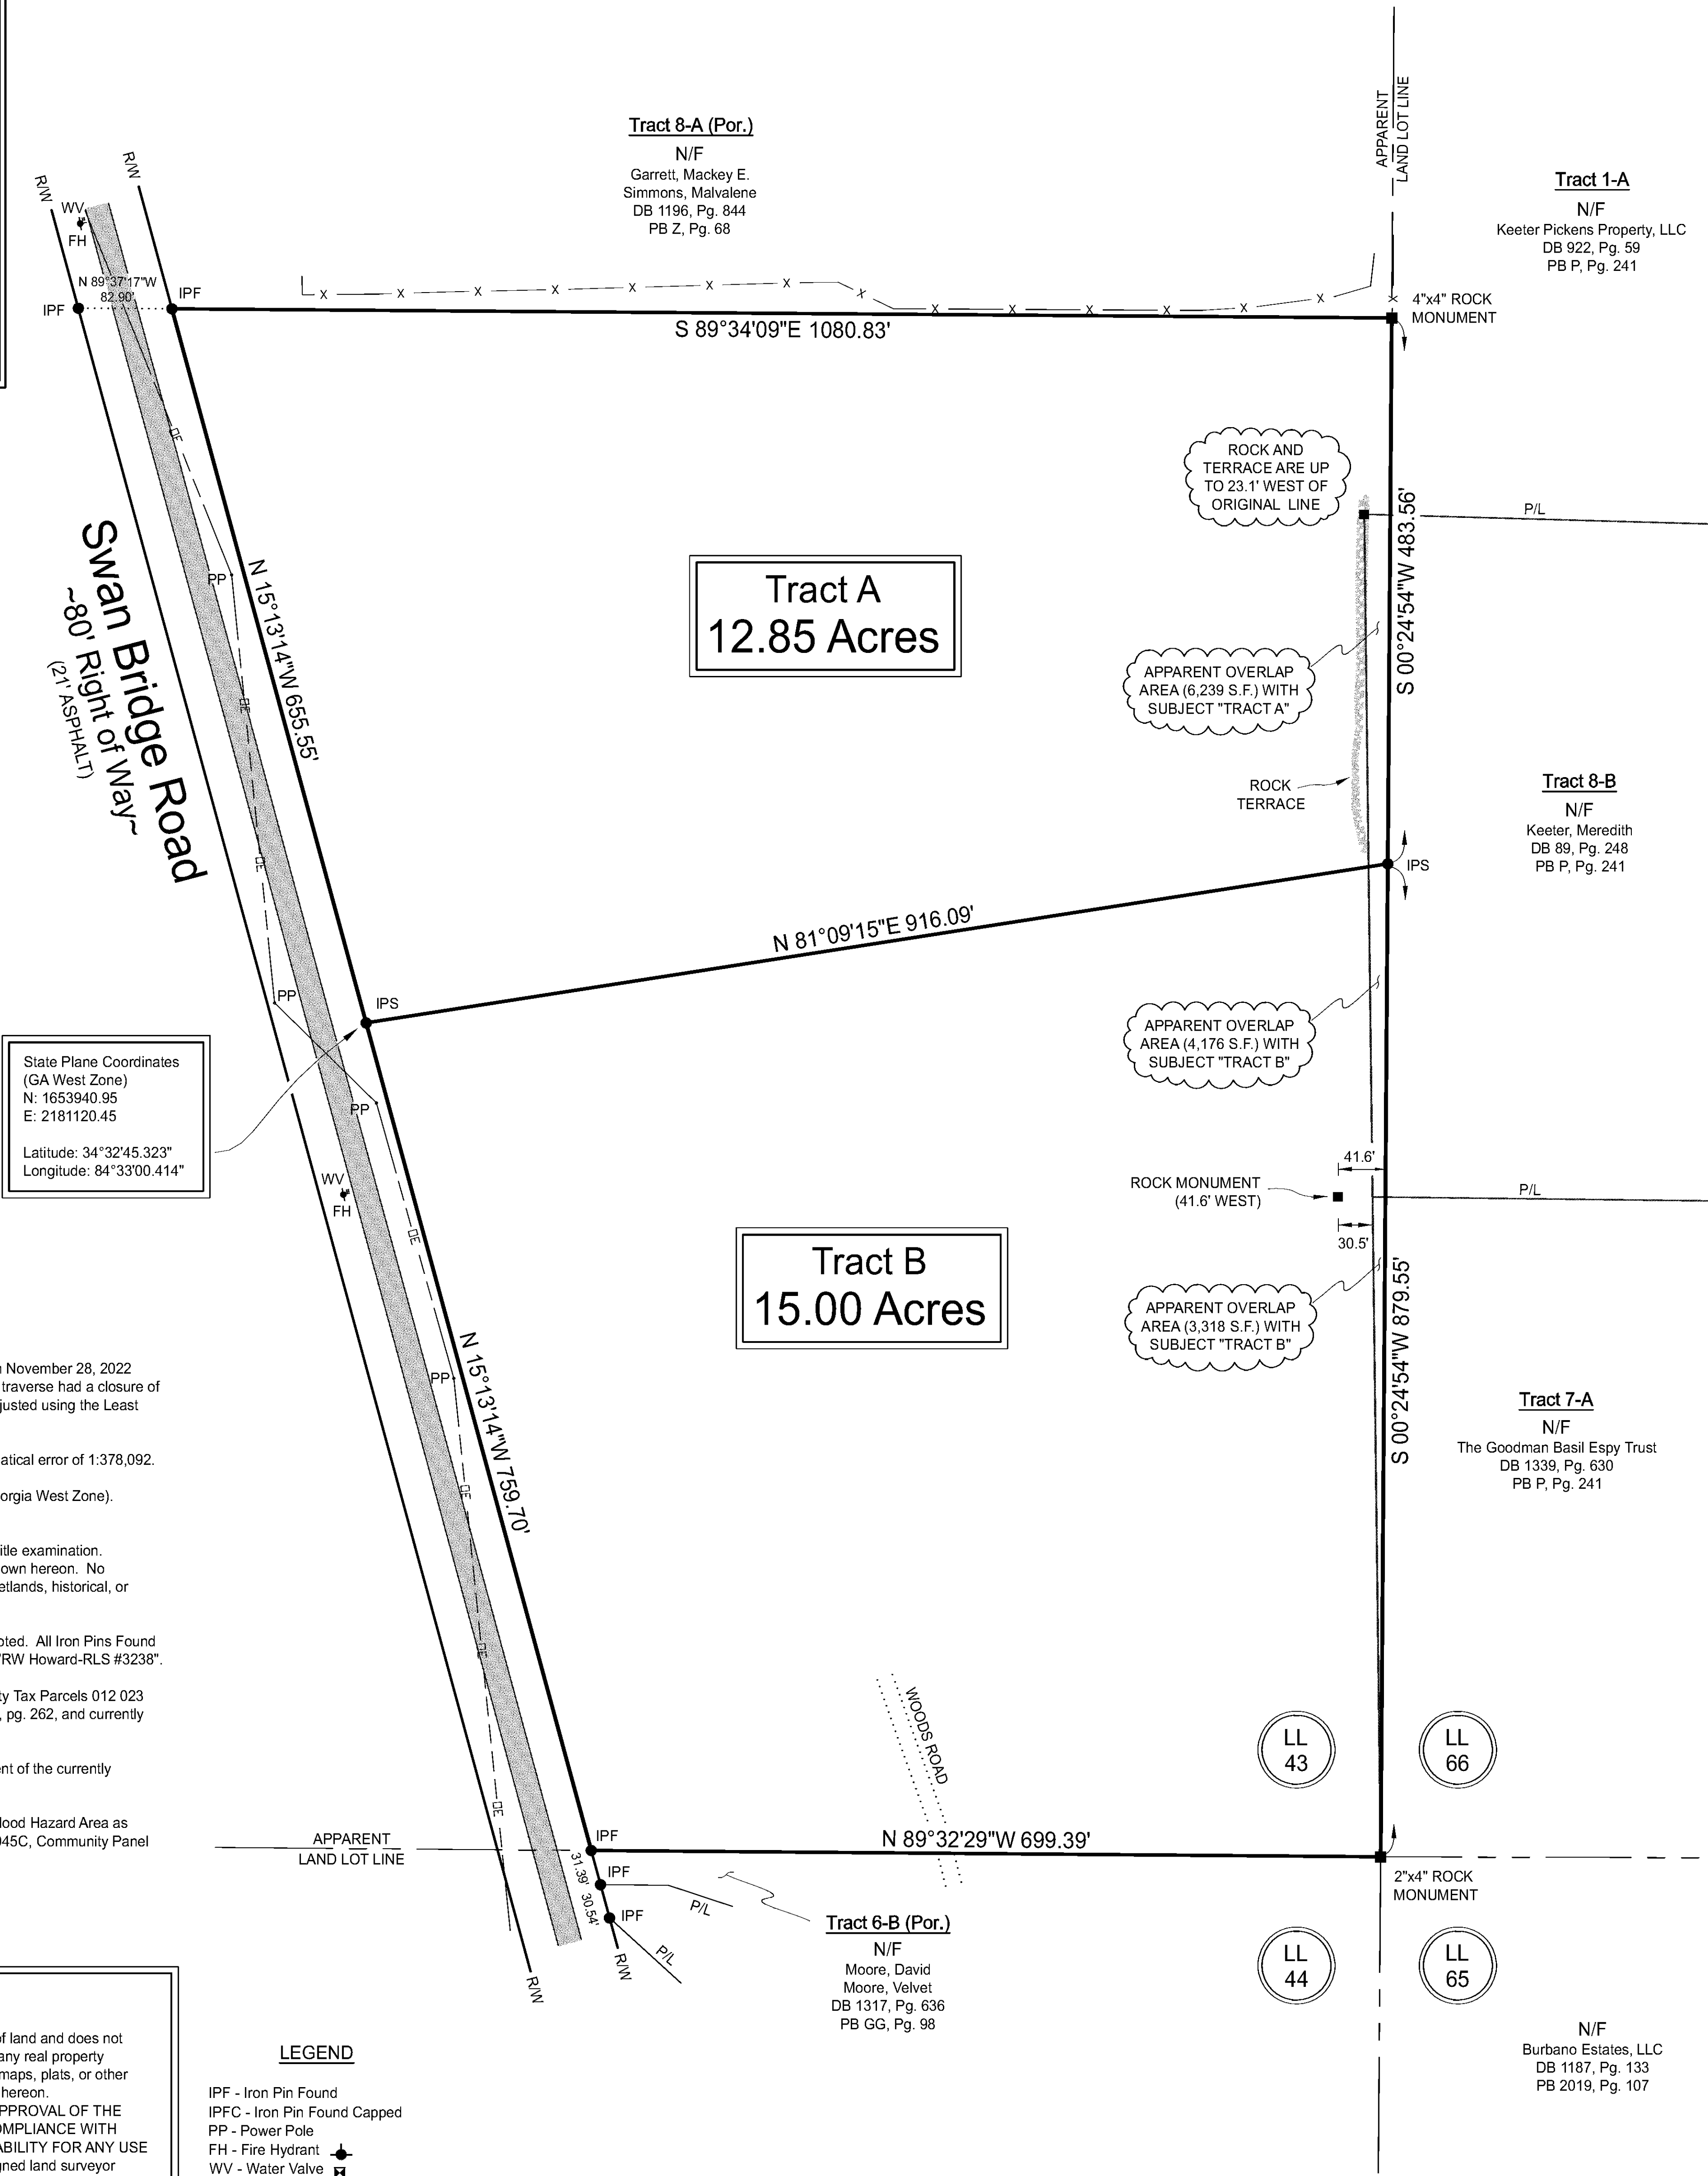 Tract 8-A (Por.)
N/F
Garrett, Mackey E.
Simmons, Malvalene
DB 1196, Pg. 844
PB Z, Pg. 68
APPARENT
LAND LOT LINE
Tract 1-A
N/F
Keeter Pickens Property, LLC
DB 922, Pg. 59
PB P, Pg. 241
R/W
R/W
WV
FH
N 89°37'17"W
82.90'
IPF
IPF
S 89°34'09"E 1080.83'
4"x4" ROCK
MONUMENT
ROCK AND
TERRACE ARE UP
TO 23.1' WEST OF
ORIGINAL LINE
P/L
S 00°24'54"W 483.56'
Swan Bridge Road
~80' Right of Way~
(21' ASPHALT)
PP
N 15°13'14"W 655.55'
Tract A
12.85 Acres
APPARENT OVERLAP
AREA (6,239 S.F.) WITH
SUBJECT "TRACT A"
ROCK
TERRACE
Tract 8-B
N/F
Keeter, Meredith
DB 89, Pg. 248
PB P, Pg. 241
IPS
N 81°09'15"E 916.09'
PP
IPS
State Plane Coordinates
(GA West Zone)
N: 1653940.95
E: 2181120.45
Latitude: 34°32'45.323"
Longitude: 84°33'00.414"
PP
WV
FH
APPARENT OVERLAP
AREA (4,176 S.F.) WITH
SUBJECT "TRACT B"
41.6'
ROCK MONUMENT
(41.6' WEST)
P/L
30.5'
Tract B
15.00 Acres
APPARENT OVERLAP
AREA (3,318 S.F.) WITH
SUBJECT "TRACT B"
S 00°24'54"W 879.55'
PP
N 15°13'14"W 759.70'
Tract 7-A
N/F
The Goodman Basil Espy Trust
DB 1339, Pg. 630
PB P, Pg. 241
November 28, 2022
traverse had a closure of
justed using the Least
atical error of 1:378,092.
orgia West Zone).
itle examination.
own hereon. No
etlands, historical, or
oted. All Iron Pins Found
"RW Howard-RLS #3238".
ty Tax Parcels 012 023
, pg. 262, and currently
ent of the currently
lood Hazard Area as
045C, Community Panel
WOODS ROAD
LL
43
LL
66
APPARENT
LAND LOT LINE
IPF
N 89°32'29"W 699.39'
31.39'
IPF
30.54'
IPF
P/L
P/L
R/W
R/W
2"x4" ROCK
MONUMENT
Tract 6-B (Por.)
N/F
Moore, David
Moore, Velvet
DB 1317, Pg. 636
PB GG, Pg. 98
LL
44
LL
65
N/F
Burbano Estates, LLC
DB 1187, Pg. 133
PB 2019, Pg. 107
of land and does not
any real property
maps, plats, or other
hereon.
PPROVAL OF THE
OMPLIANCE WITH
ABILITY FOR ANY USE
gned land surveyor
LEGEND
IPF - Iron Pin Found
IPFC - Iron Pin Found Capped
PP - Power Pole
FH - Fire Hydrant
WV - Water Valve